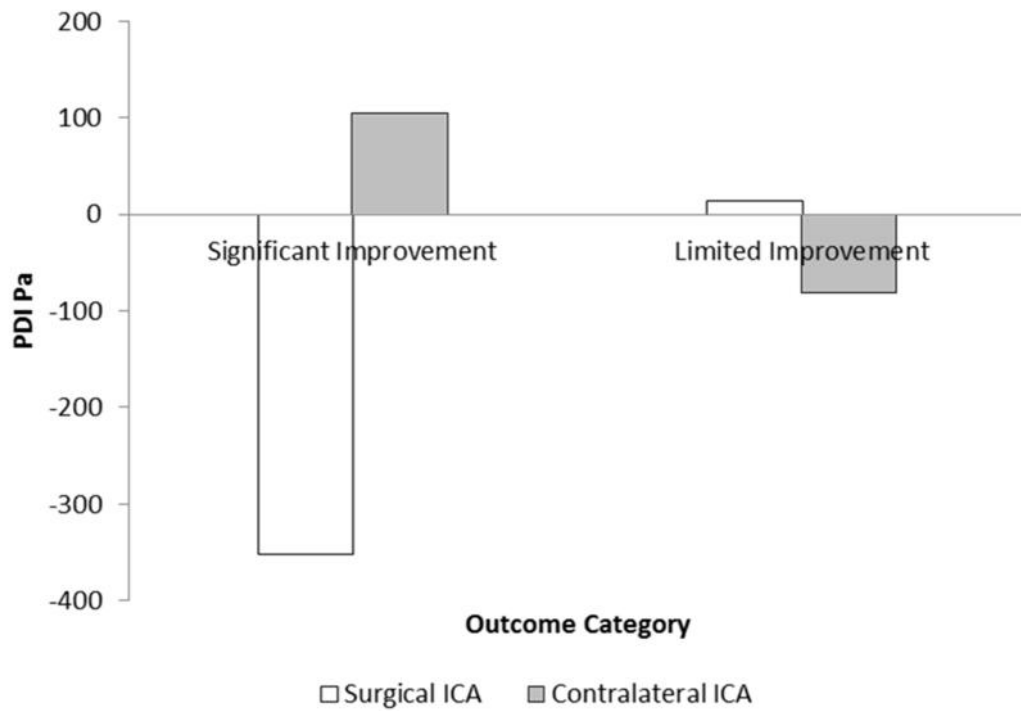 200
100
0
Significant Improvement
Limited Improvement
-100
-200
-300
-400
PDI Pa
Outcome Category
Surgical ICA
Contralateral ICA